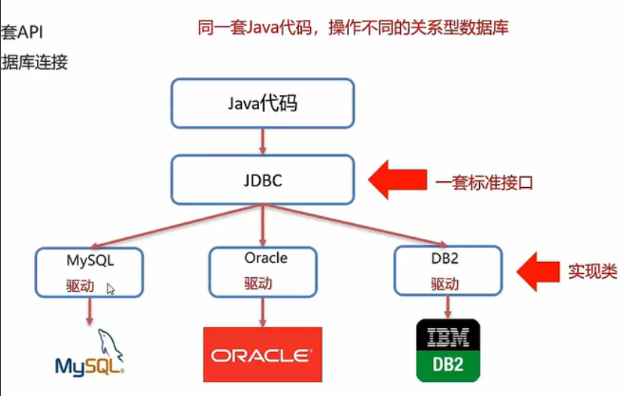 套API
同一套Java代码，操作不同的关系型数据库
据库连接
Java代码
JDBC
一套标准接口
MySQL
驱动
Oracle
驱动
DB2
驱动
实现类
MySQL®
ORACLE®
IBM
DB2